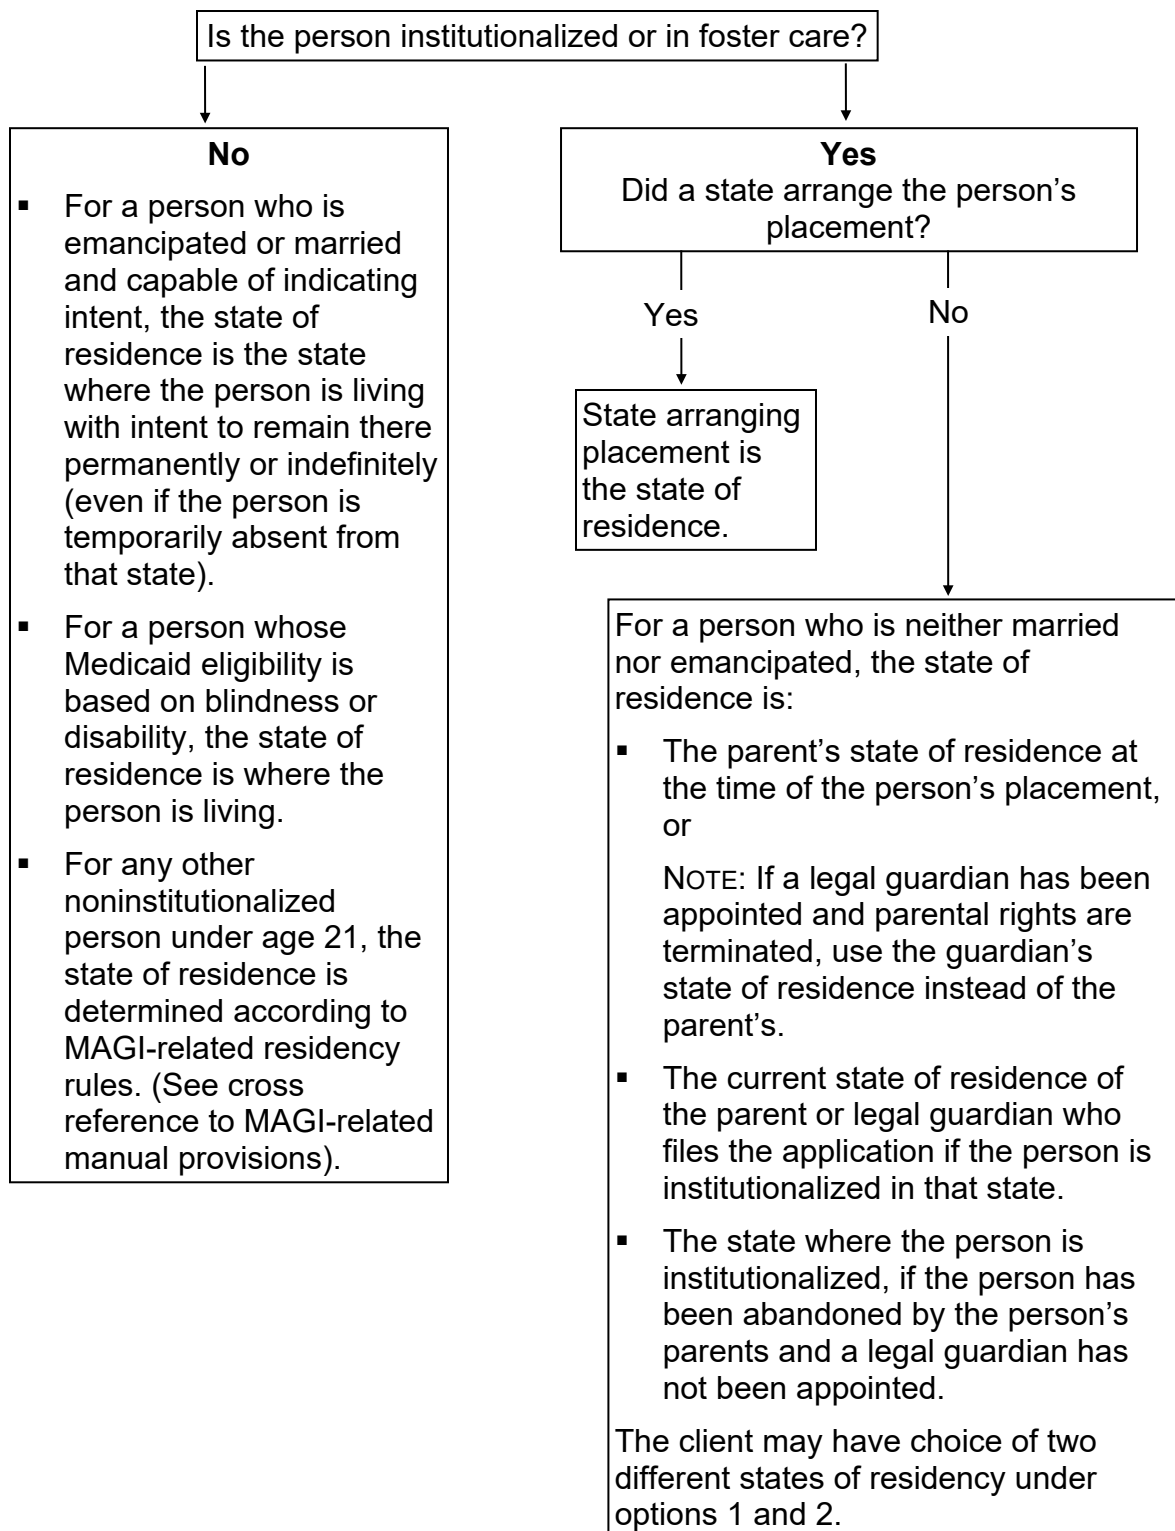 Is the person institutionalized or in foster care?
No
▪ For a person who is
emancipated or married
and capable of indicating
intent, the state of
residence is the state
where the person is living
with intent to remain there
permanently or indefinitely
(even if the person is
temporarily absent from
that state).
▪ For a person whose
Medicaid eligibility is
based on blindness or
disability, the state of
residence is where the
person is living.
▪ For any other
noninstitutionalized
person under age 21, the
state of residence is
determined according to
MAGI-related residency
rules. (See cross
reference to MAGI-related
manual provisions).
Yes
Did a state arrange the person’s
placement?
Yes
No
State arranging
placement is
the state of
residence.
For a person who is neither married
nor emancipated, the state of
residence is:
▪ The parent’s state of residence at
the time of the person’s placement,
or
NOTE: If a legal guardian has been
appointed and parental rights are
terminated, use the guardian’s
state of residence instead of the
parent’s.
▪ The current state of residence of
the parent or legal guardian who
files the application if the person is
institutionalized in that state.
▪ The state where the person is
institutionalized, if the person has
been abandoned by the person’s
parents and a legal guardian has
not been appointed.
The client may have choice of two
different states of residency under
options 1 and 2.